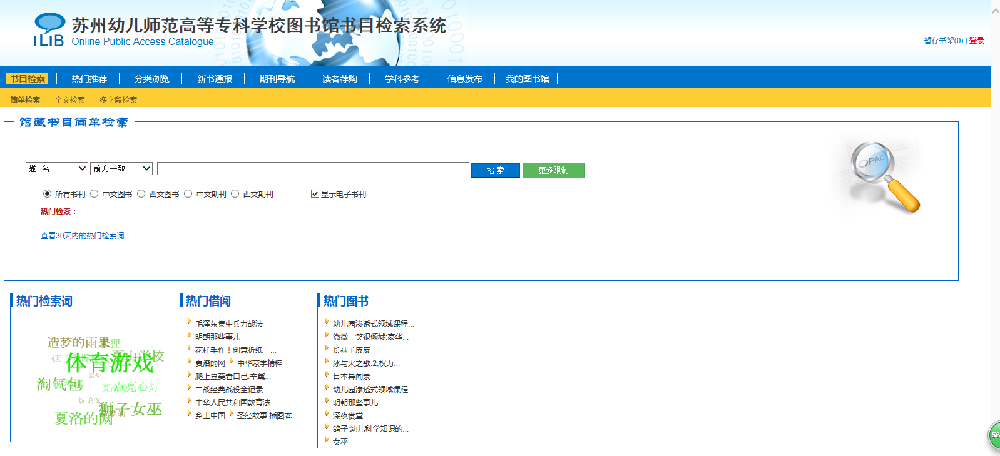 ILIB
苏州幼儿师范高等专科学校图书馆书目检索系统
Online Public Access Catalogue
暂存书架(0) | 登录
书目检索 热门推荐 分类浏览 新书通报 期刊导航 读者荐购 学科参考 信息发布 我的图书馆
简单检索 全文检索 多字段检索
馆藏书目简单检索
题 名 前方一致 检 索 更多限制
OPAC
所有书刊 中文图书 西文图书 中文期刊 西文期刊 显示电子书刊
热门检索：
查看30天内的热门检索词
热门检索词
造梦的雨果
体育游戏
淘气包
造梦
夏洛
点亮心灯
议论文
狮子女巫
夏洛的网
热门借阅
毛泽东集中兵力战法
明朝那些事儿
花样手作！创意折纸一...
夏洛的网 中华蒙学精粹
爬上豆蔓看自己:辛黛...
二战经典战役全记录
中华人民共和国教育法...
乡土中国 圣经故事.插图本
热门图书
幼儿园渗透式领域课程...
微微一笑很倾城:豪华...
长袜子皮皮
冰与火之歌.2,权力...
日本异闻录
幼儿园渗透式领域课程...
明朝那些事儿
深夜食堂
鸽子:幼儿科学知识的...
女巫
56